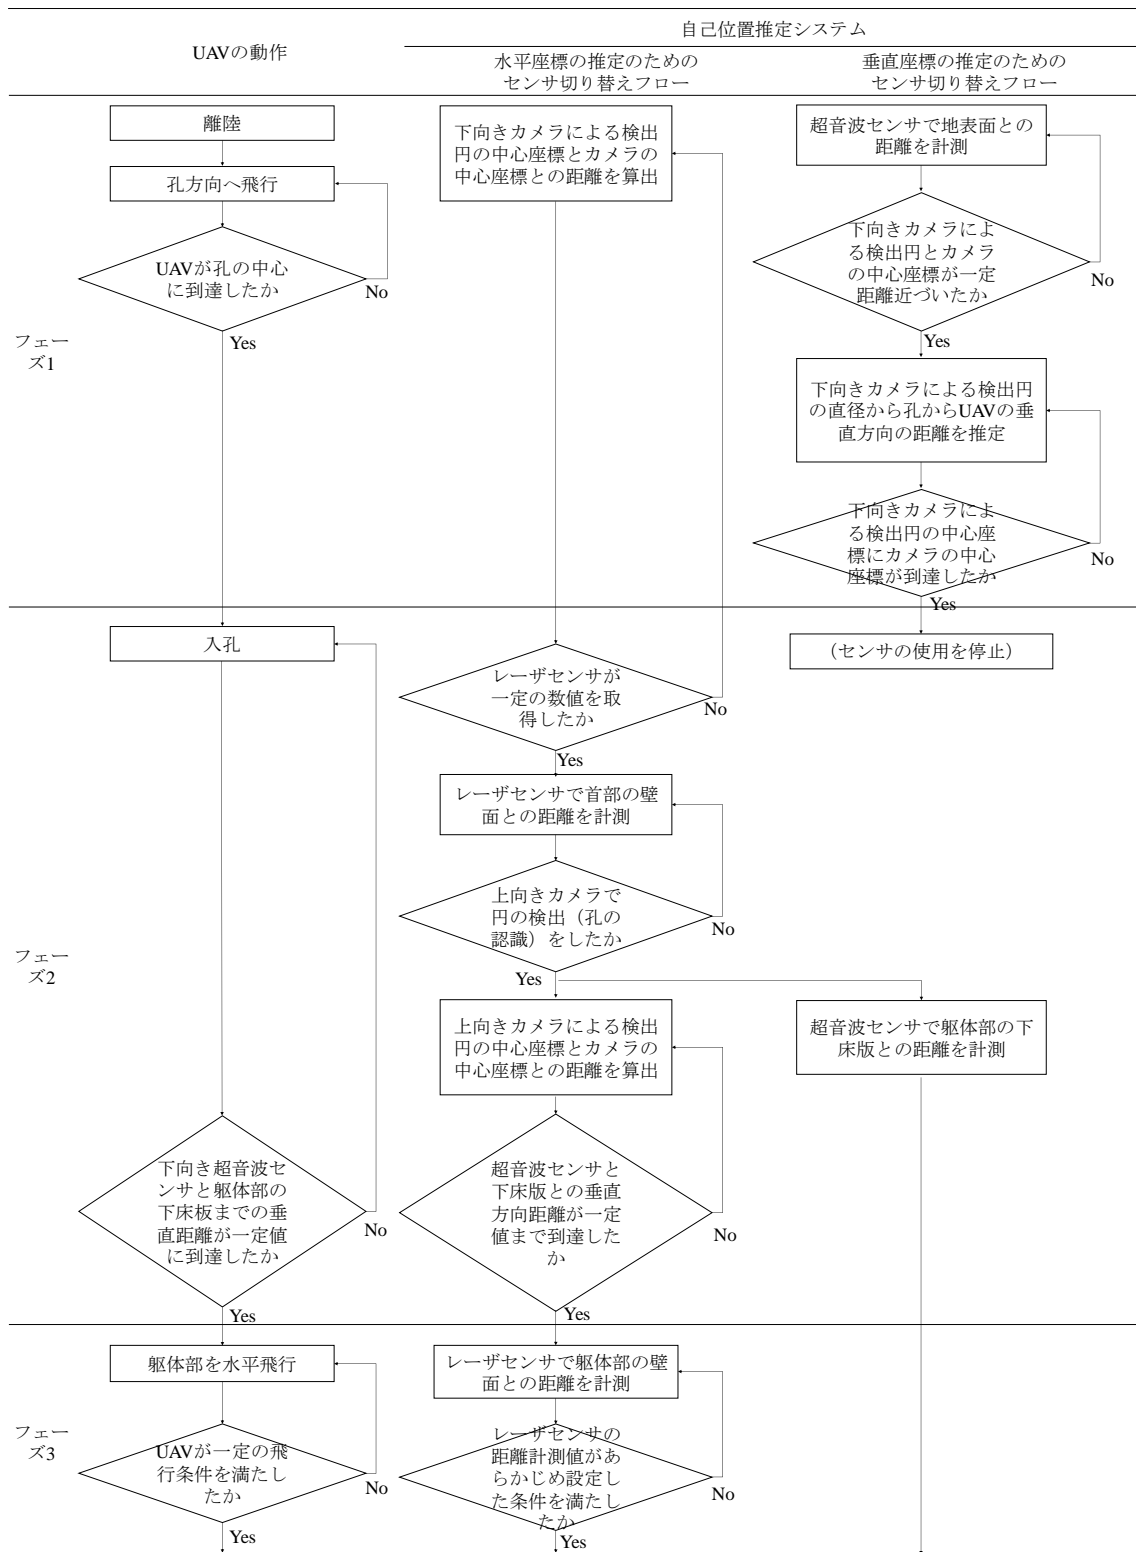 自己位置推定システム
UAVの動作
水平座標の推定のための
センサ切り替えフロー
垂直座標の推定のための
センサ切り替えフロー
フェー
ズ1
離陸
孔方向へ飛行
UAVが孔の中心
に到達したか
No
Yes
下向きカメラによる検出
円の中心座標とカメラの
中心座標との距離を算出
超音波センサで地表面との
距離を計測
下向きカメラによ
る検出円とカメラ
の中心座標が一定
距離近づいたか
No
Yes
下向きカメラによる検出円
の直径から孔からUAVの垂
直方向の距離を推定
下向きカメラによ
る検出円の中心座
標にカメラの中心
座標が到達したか
No
Yes
フェー
ズ2
入孔
下向き超音波セ
ンサと躯体部の
下床板までの垂
直距離が一定値
に到達したか
No
Yes
レーザセンサが
一定の数値を取
得したか
No
Yes
レーザセンサで首部の壁
面との距離を計測
上向きカメラで
円の検出（孔の
認識）をしたか
No
Yes
上向きカメラによる検出
円の中心座標とカメラの
中心座標との距離を算出
超音波センサと
下床版との垂直
方向距離が一定
値まで到達した
か
No
Yes
（センサの使用を停止）
超音波センサで躯体部の下
床版との距離を計測
フェー
ズ3
躯体部を水平飛行
UAVが一定の飛
行条件を満たし
たか
No
Yes
レーザセンサで躯体部の壁
面との距離を計測
レーザセンサの
距離計測値があ
らかじめ設定し
た条件を満たし
たか
No
Yes